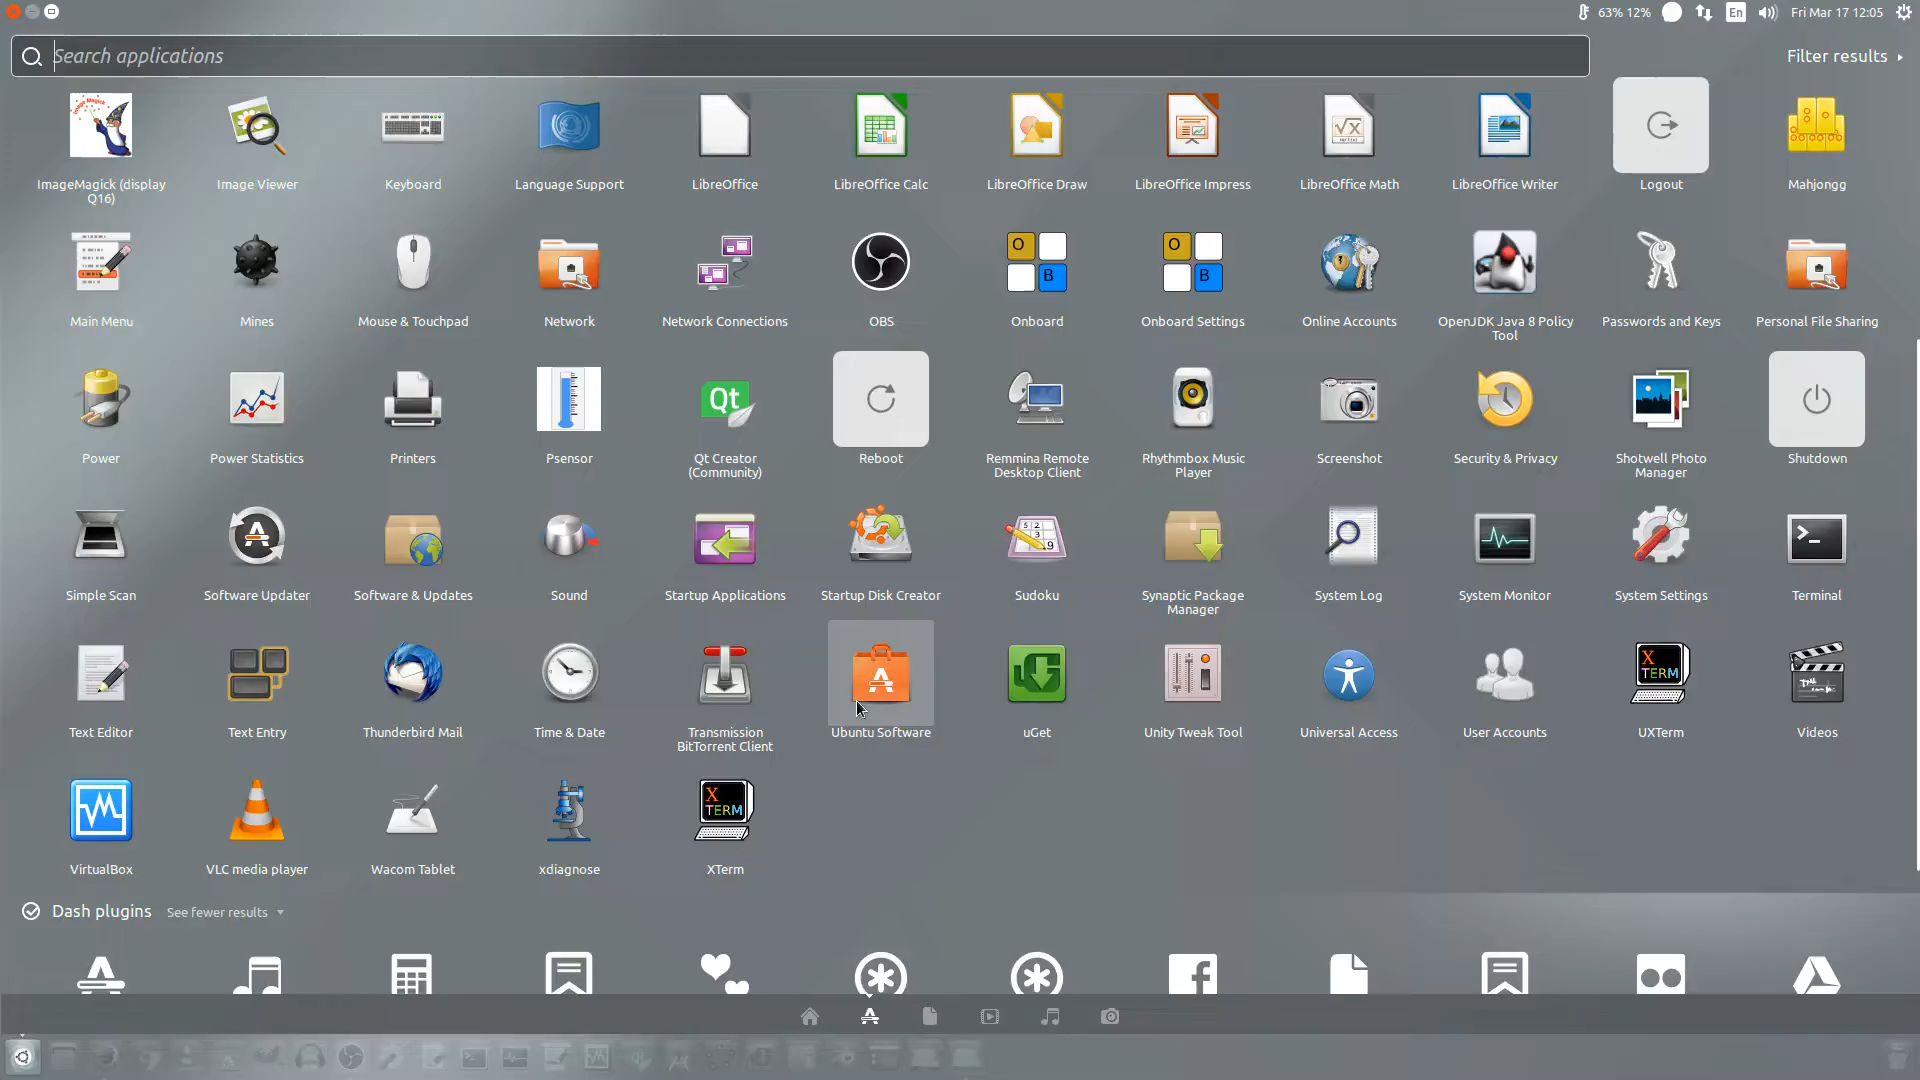 63% 12%
En
Fri Mar 17 12:05
Search applications
Filter results
ImageMagick (display Q16)
Image Viewer
Keyboard
Language Support
LibreOffice
LibreOffice Calc
LibreOffice Draw
LibreOffice Impress
LibreOffice Math
LibreOffice Writer
Logout
Mahjongg
Main Menu
Mines
Mouse & Touchpad
Network
Network Connections
OBS
Onboard
Onboard Settings
Online Accounts
OpenJDK Java 8 Policy Tool
Passwords and Keys
Personal File Sharing
Power
Power Statistics
Printers
Psensor
Qt Creator (Community)
Reboot
Remmina Remote Desktop Client
Rhythmbox Music Player
Screenshot
Security & Privacy
Shotwell Photo Manager
Shutdown
Simple Scan
Software Updater
Software & Updates
Sound
Startup Applications
Startup Disk Creator
Sudoku
Synaptic Package Manager
System Log
System Monitor
System Settings
Terminal
Text Editor
Text Entry
Thunderbird Mail
Time & Date
Transmission BitTorrent Client
Ubuntu Software
uGet
Unity Tweak Tool
Universal Access
User Accounts
UXTerm
Videos
VirtualBox
VLC media player
Wacom Tablet
xdiagnose
XTerm
Dash plugins
See fewer results